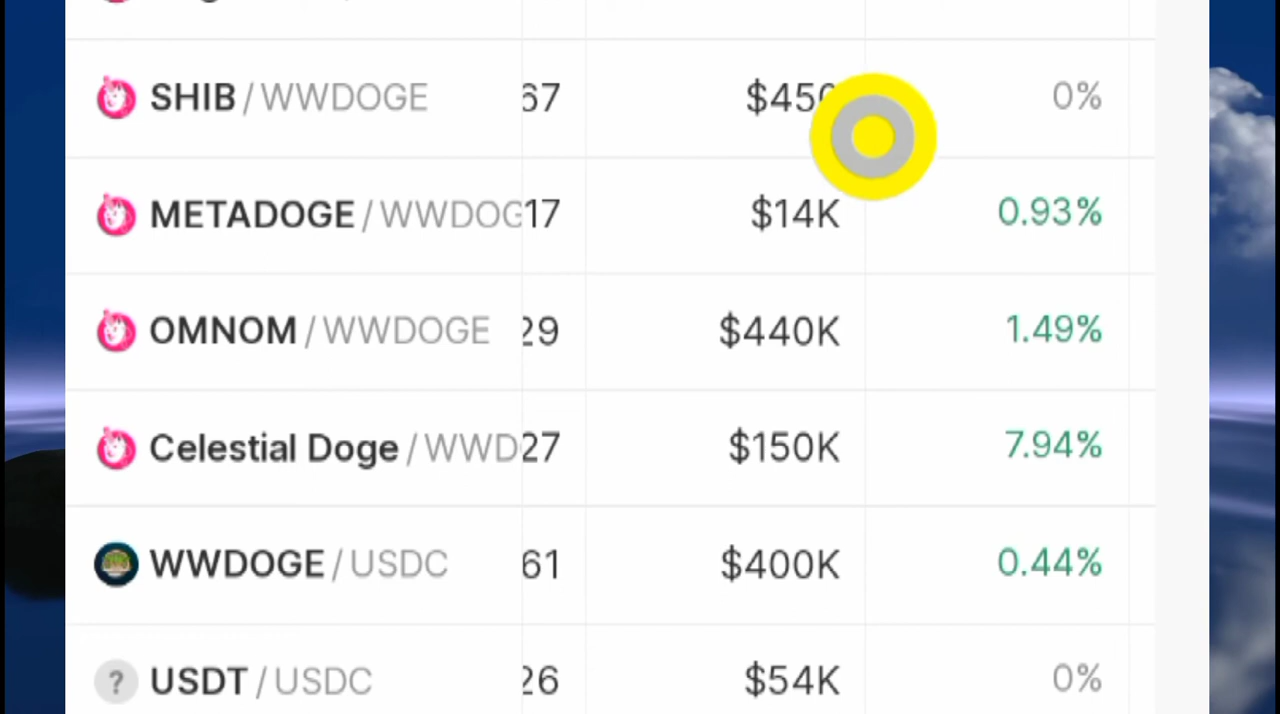 SHIB / WWDOGE 67 $450 0%
METADOGE / WWDOG 17 $14K 0.93%
OMNOM / WWDOGE 29 $440K 1.49%
Celestial Doge / WWD 27 $150K 7.94%
WWDOGE / USDC 61 $400K 0.44%
? USDT / USDC 26 $54K 0%